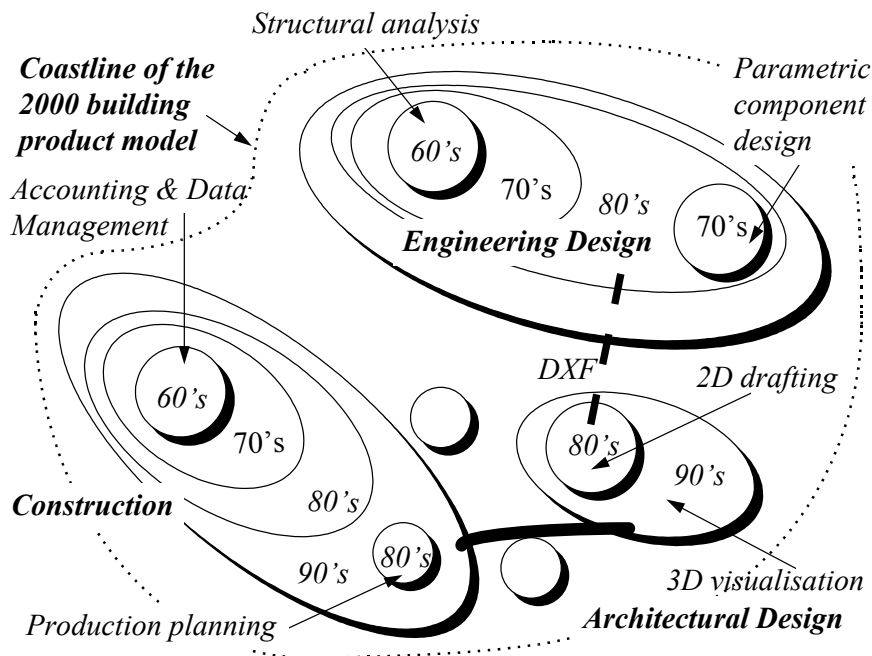 Structural analysis
Coastline of the
2000 building
product model
Parametric
component
design
60's
70's
80's
70's
Accounting & Data
Management
Engineering Design
DXF
2D drafting
60's
70's
80's
90's
80's
80's
90's
Construction
3D visualisation
Production planning
Architectural Design